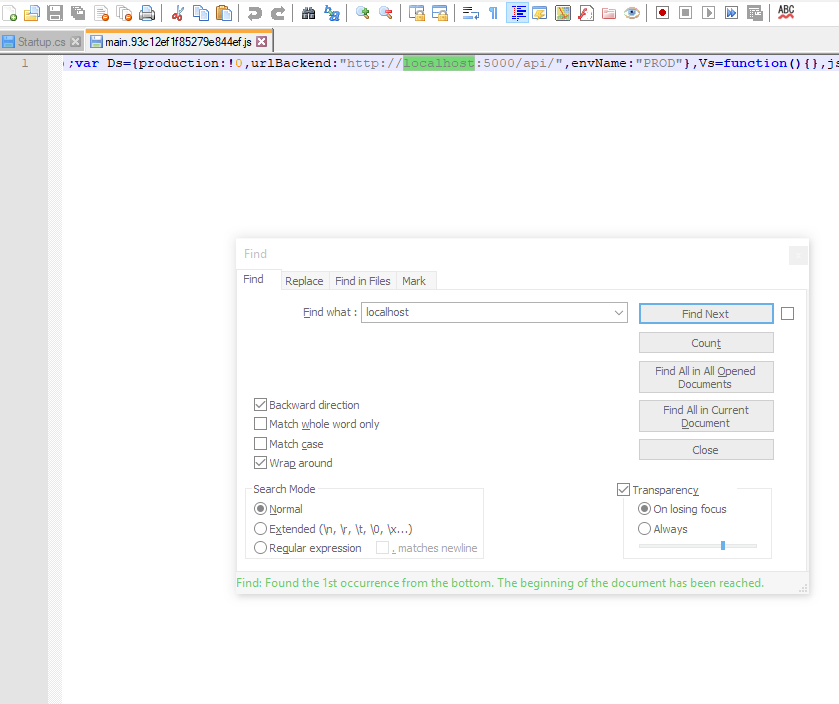 ABC
Startup.cs main.93c12ef1f85279e844ef.js
1 ;var Ds={production:!0,urlBackend:"http://localhost:5000/api/",envName:"PROD"},Vs=function(){},js
Find
Find Replace Find in Files Mark
Find what : localhost Find Next
Count
Find All in All Opened
Documents
Find All in Current
Document
Close
Backward direction
Match whole word only
Match case
Wrap around
Search Mode
Normal
Extended (\n, \r, \t, \0, \x...)
Regular expression . matches newline
Transparency
On losing focus
Always
Find: Found the 1st occurrence from the bottom. The beginning of the document has been reached.